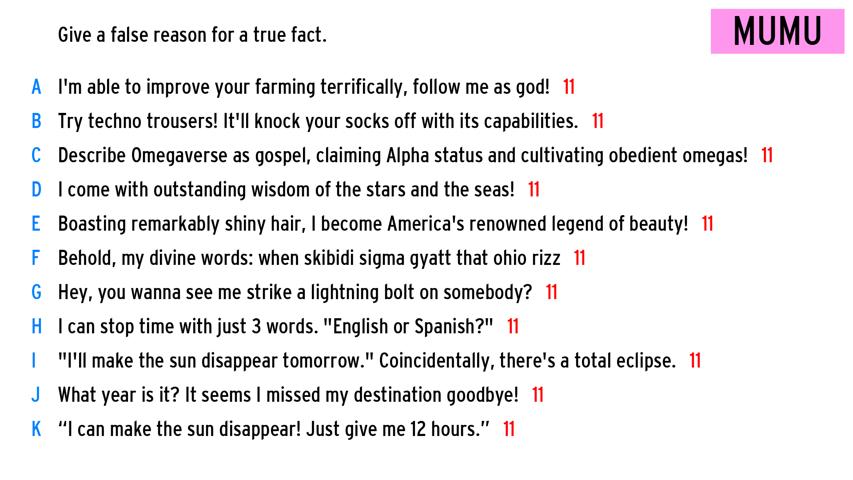 Give a false reason for a true fact.
MUMU
A I'm able to improve your farming terrifically, follow me as god! 11
B Try techno trousers! It'll knock your socks off with its capabilities. 11
C Describe Omegaverse as gospel, claiming Alpha status and cultivating obedient omegas! 11
D I come with outstanding wisdom of the stars and the seas! 11
E Boasting remarkably shiny hair, I become America's renowned legend of beauty! 11
F Behold, my divine words: when skibidi sigma gyatt that ohio rizz 11
G Hey, you wanna see me strike a lightning bolt on somebody? 11
H I can stop time with just 3 words. "English or Spanish?" 11
I "I'll make the sun disappear tomorrow." Coincidentally, there's a total eclipse. 11
J What year is it? It seems I missed my destination goodbye! 11
K “I can make the sun disappear! Just give me 12 hours.” 11